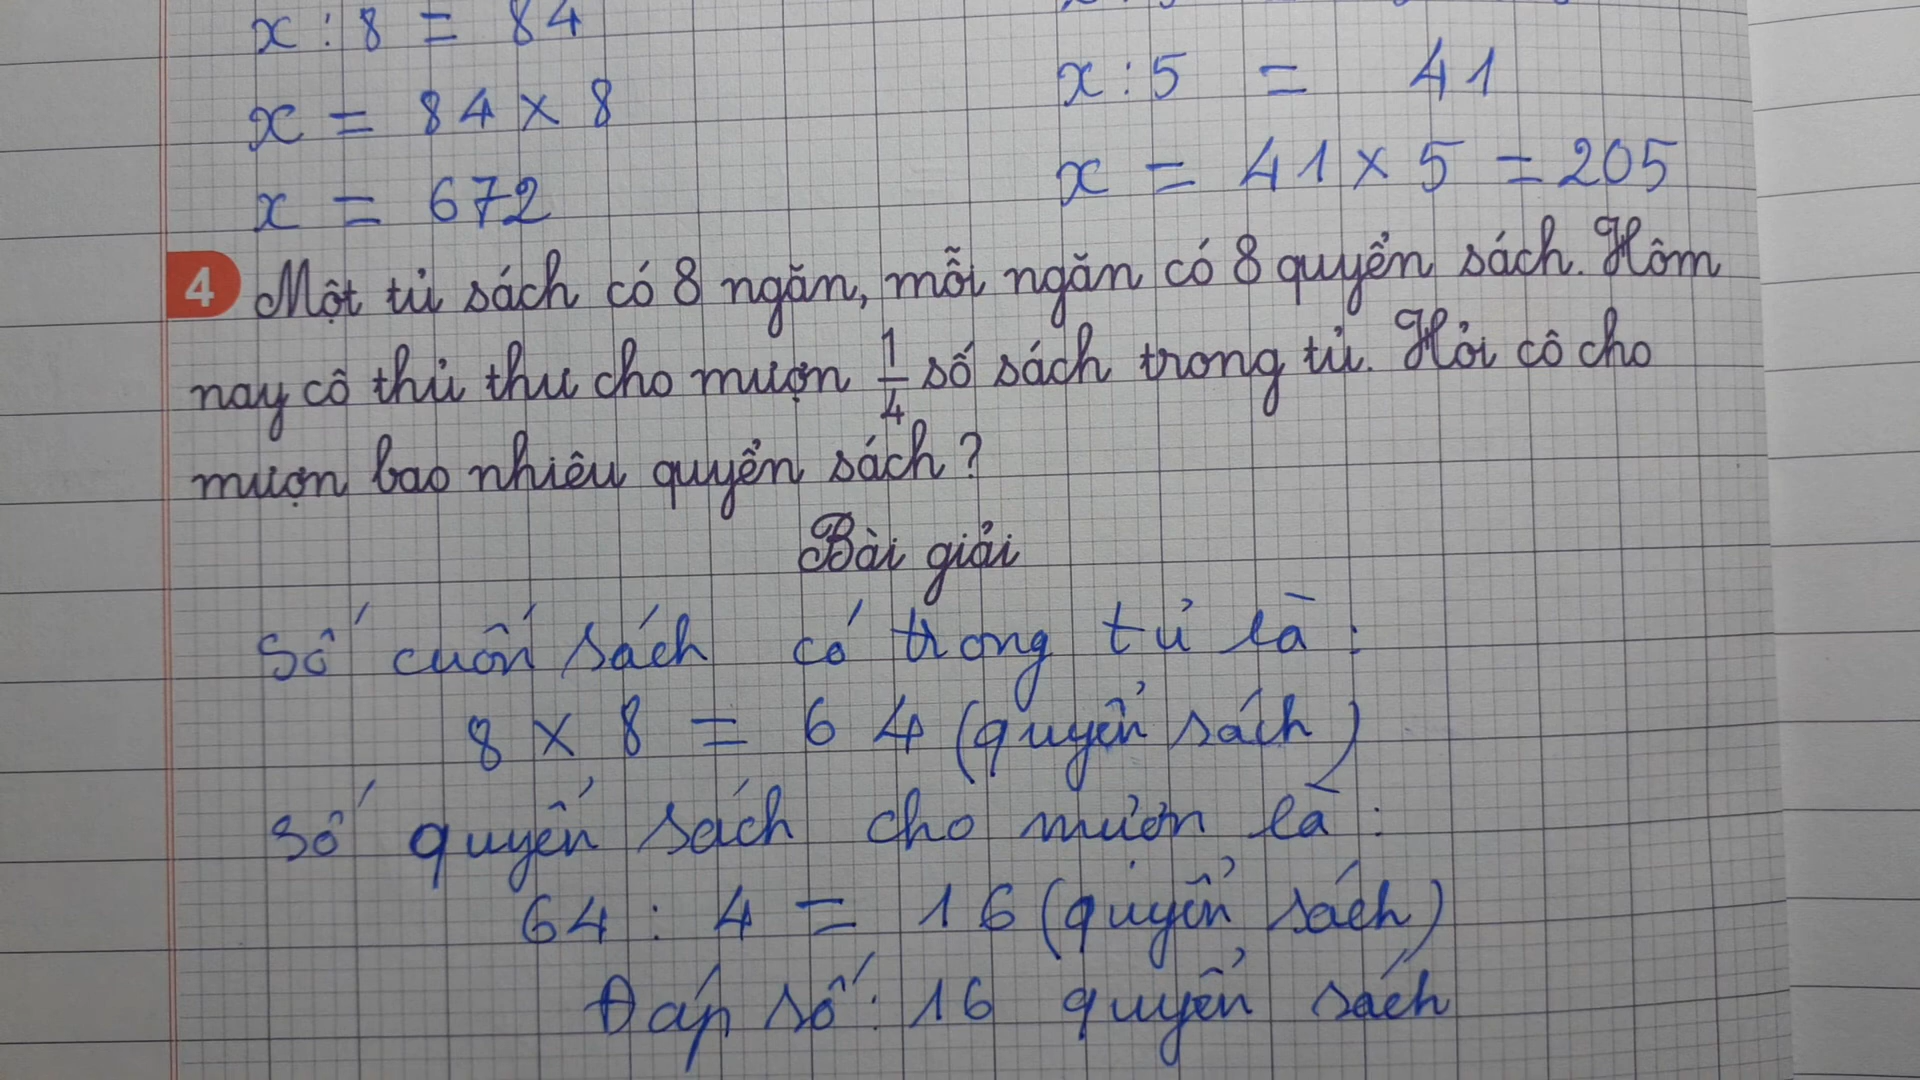 x : 8 = 84
x : 5 = 41
x = 84 × 8
x = 41 × 5 = 205
x = 672
4 Một tủ sách có 8 ngăn, mỗi ngăn có 8 quyển sách. Hôm
nay cô thủ thư cho mượn 1/4 số sách trong tủ. Hỏi cô cho
mượn bao nhiêu quyển sách?
Bài giải
Số cuốn sách có trong tủ là:
8 × 8 = 64 (quyển sách)
Số quyển sách cho mượn là:
64 : 4 = 16 (quyển sách)
Đáp số: 16 quyển sách